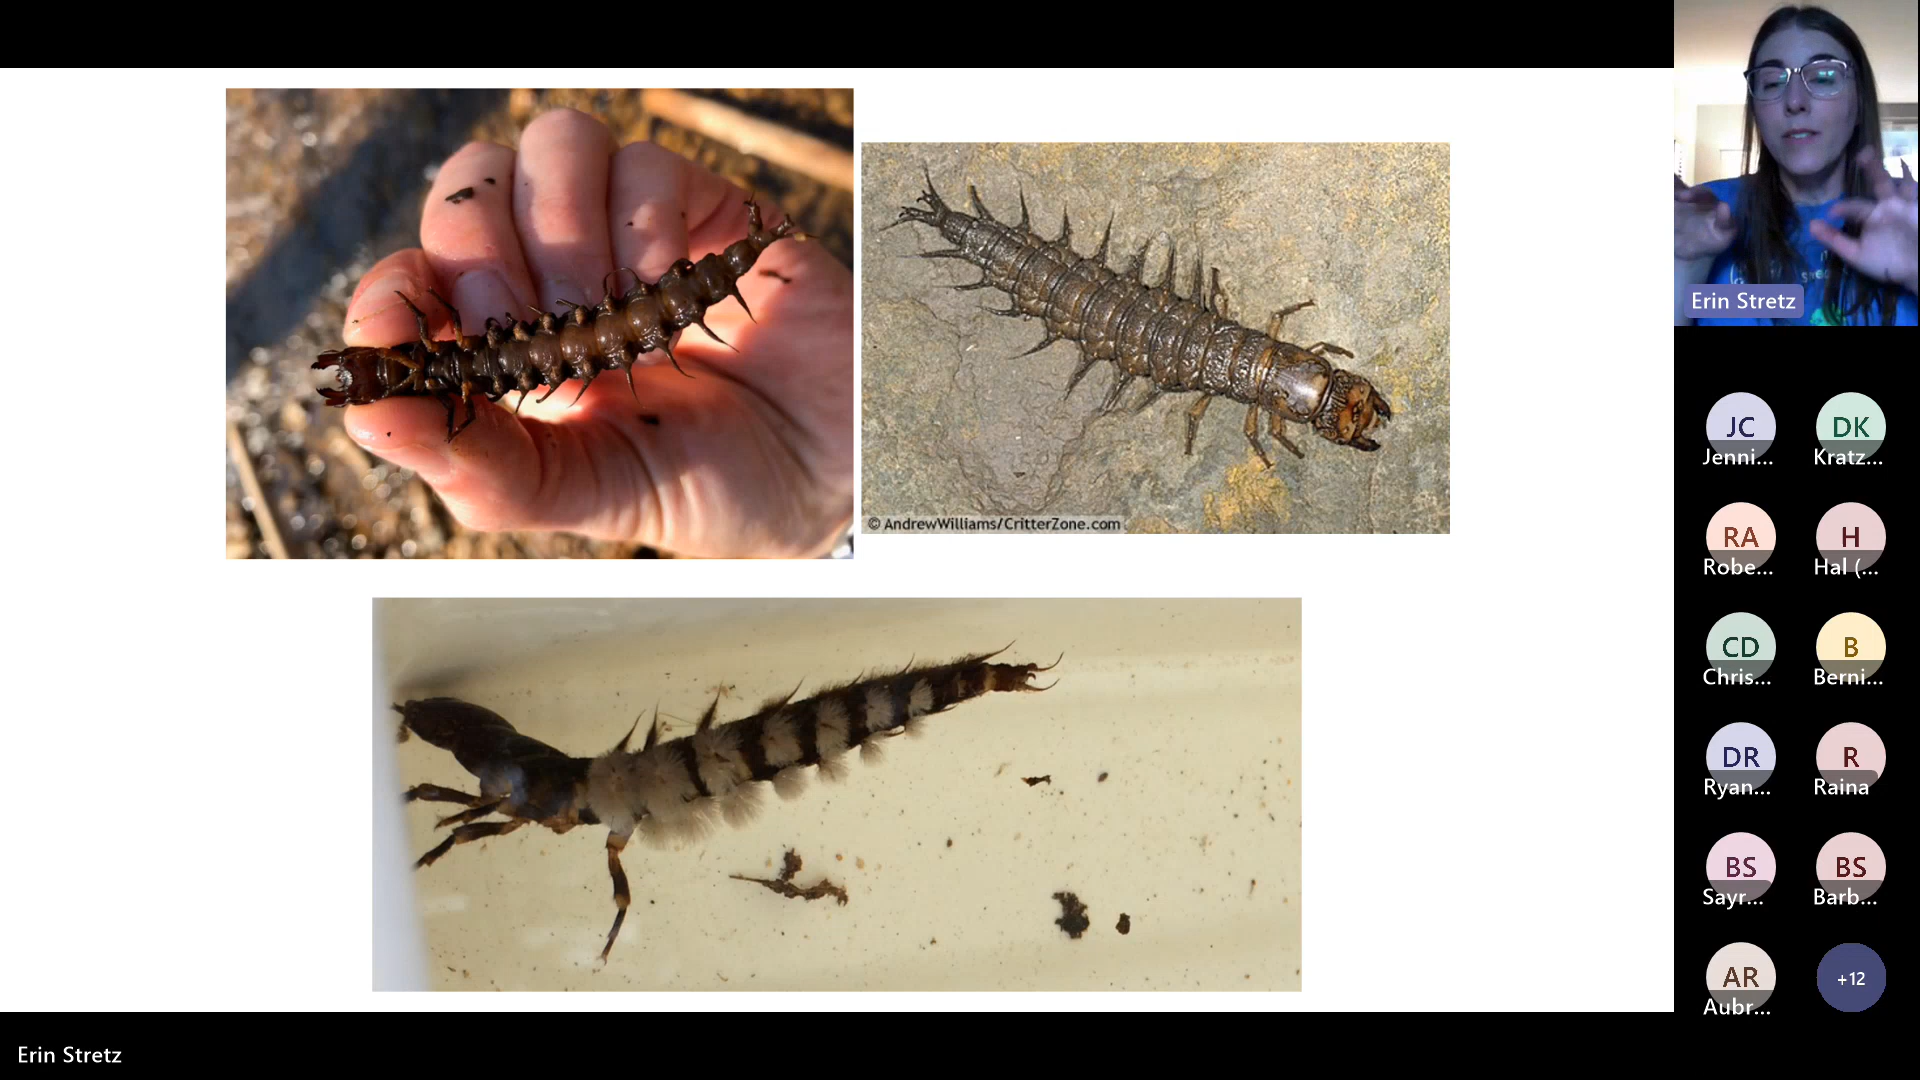 Erin Stretz
© AndrewWilliams/CritterZone.com
JC
Jenni...
DK
Kratz...
RA
Robe...
H
Hal (...
CD
Chris...
B
Berni...
DR
Ryan...
R
Raina
BS
Sayr...
BS
Barb...
AR
Aubr...
+12
Erin Stretz